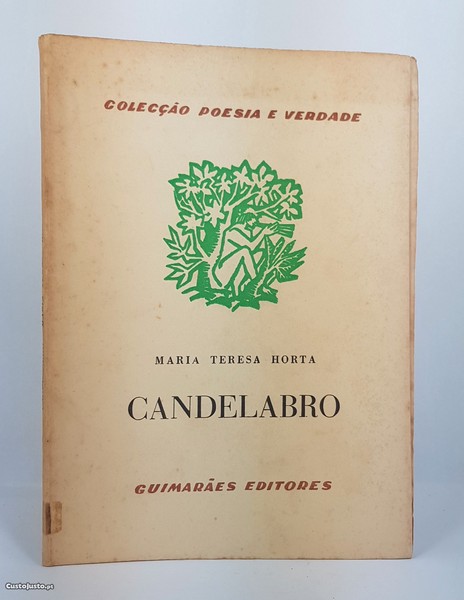 COLECÇÃO POESIA E VERDADE
MARIA TERESA HORTA
CANDELABRO
GUIMARÃES EDITORES
CustoJusto.pt